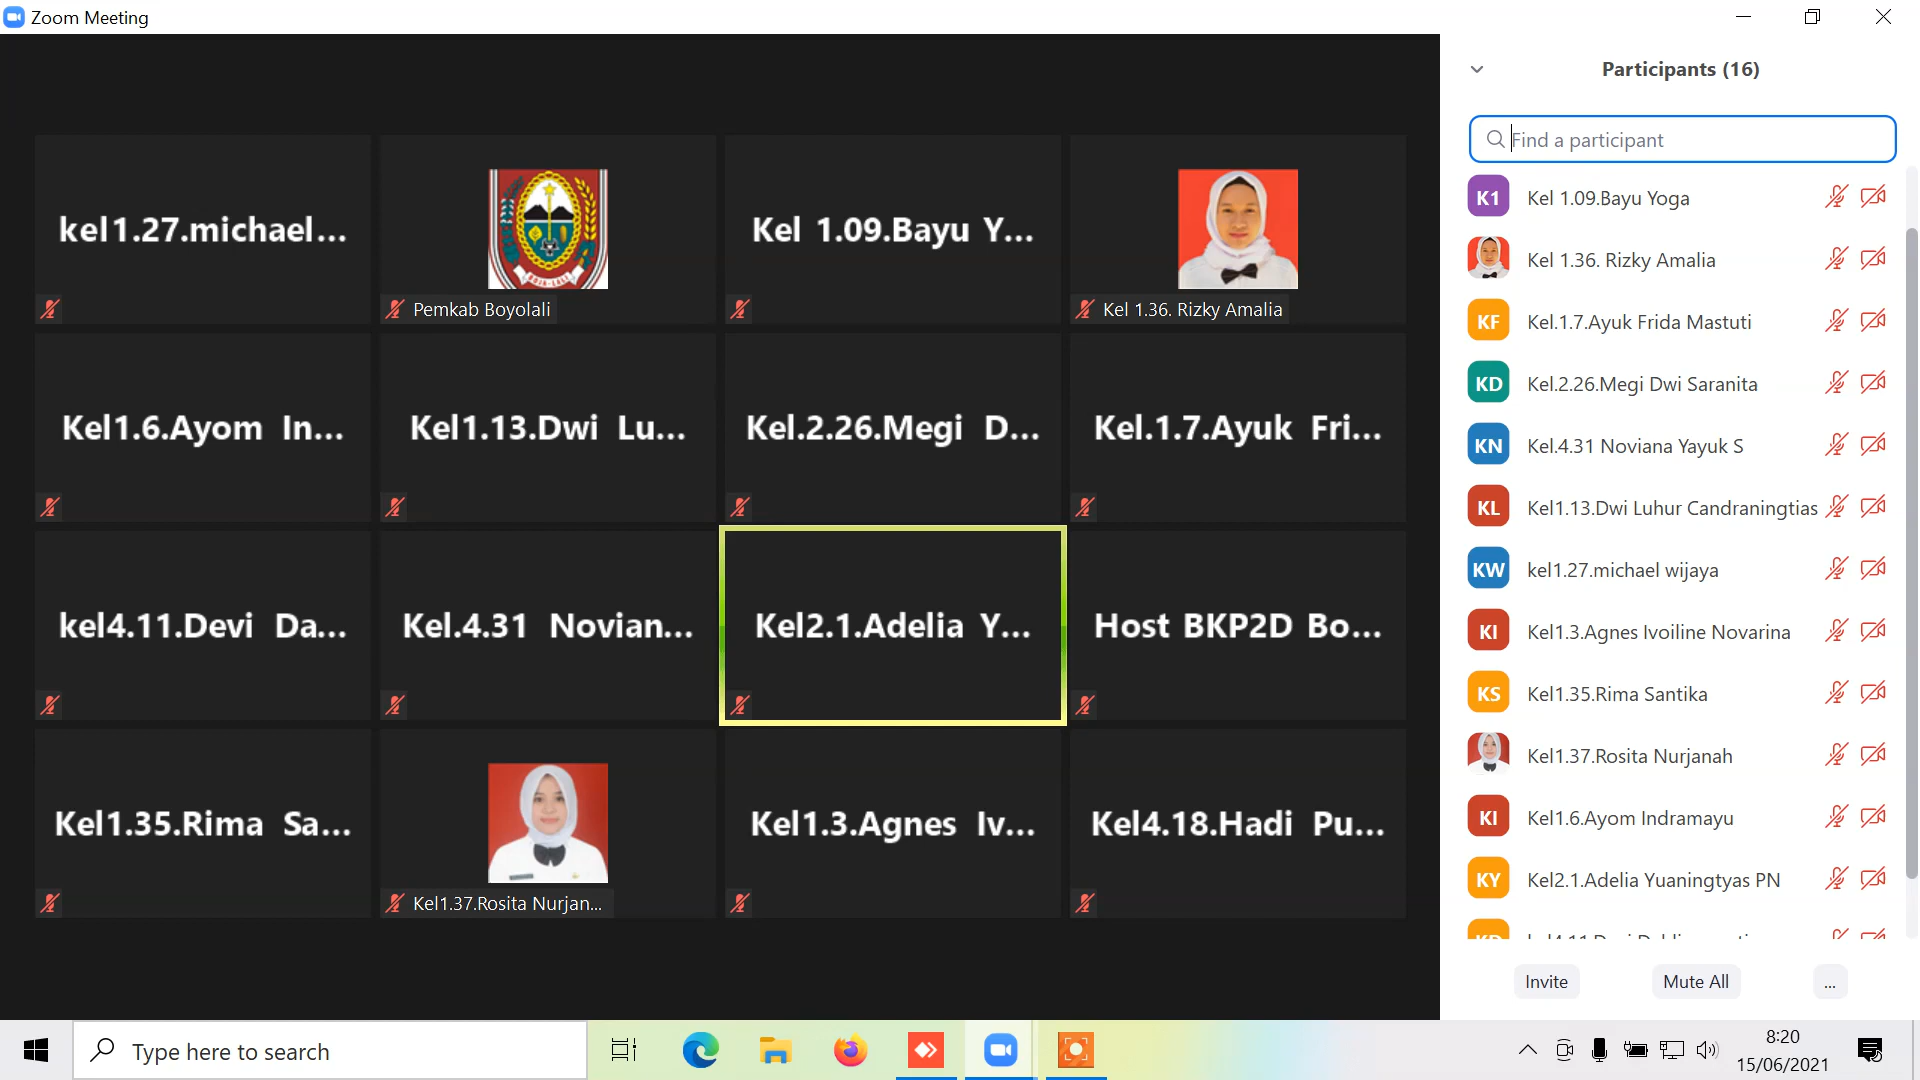 Zoom Meeting
kel1.27.michael...
Pemkab Boyolali
Kel 1.09.Bayu Y...
Kel 1.36. Rizky Amalia
Kel1.6.Ayom In...
Kel1.13.Dwi Lu...
Kel.2.26.Megi D...
Kel.1.7.Ayuk Fri...
kel4.11.Devi Da...
Kel.4.31 Novian...
Kel2.1.Adelia Y...
Host BKP2D Bo...
Kel1.35.Rima Sa...
Kel1.37.Rosita Nurjan...
Kel1.3.Agnes Iv...
Kel4.18.Hadi Pu...
Participants (16)
Find a participant
K1 Kel 1.09.Bayu Yoga
Kel 1.36. Rizky Amalia
KF Kel.1.7.Ayuk Frida Mastuti
KD Kel.2.26.Megi Dwi Saranita
KN Kel.4.31 Noviana Yayuk S
KL Kel1.13.Dwi Luhur Candraningtias
KW kel1.27.michael wijaya
KI Kel1.3.Agnes Ivoiline Novarina
KS Kel1.35.Rima Santika
Kel1.37.Rosita Nurjanah
KI Kel1.6.Ayom Indramayu
KY Kel2.1.Adelia Yuaningtyas PN
Invite Mute All ...
Type here to search
8:20
15/06/2021